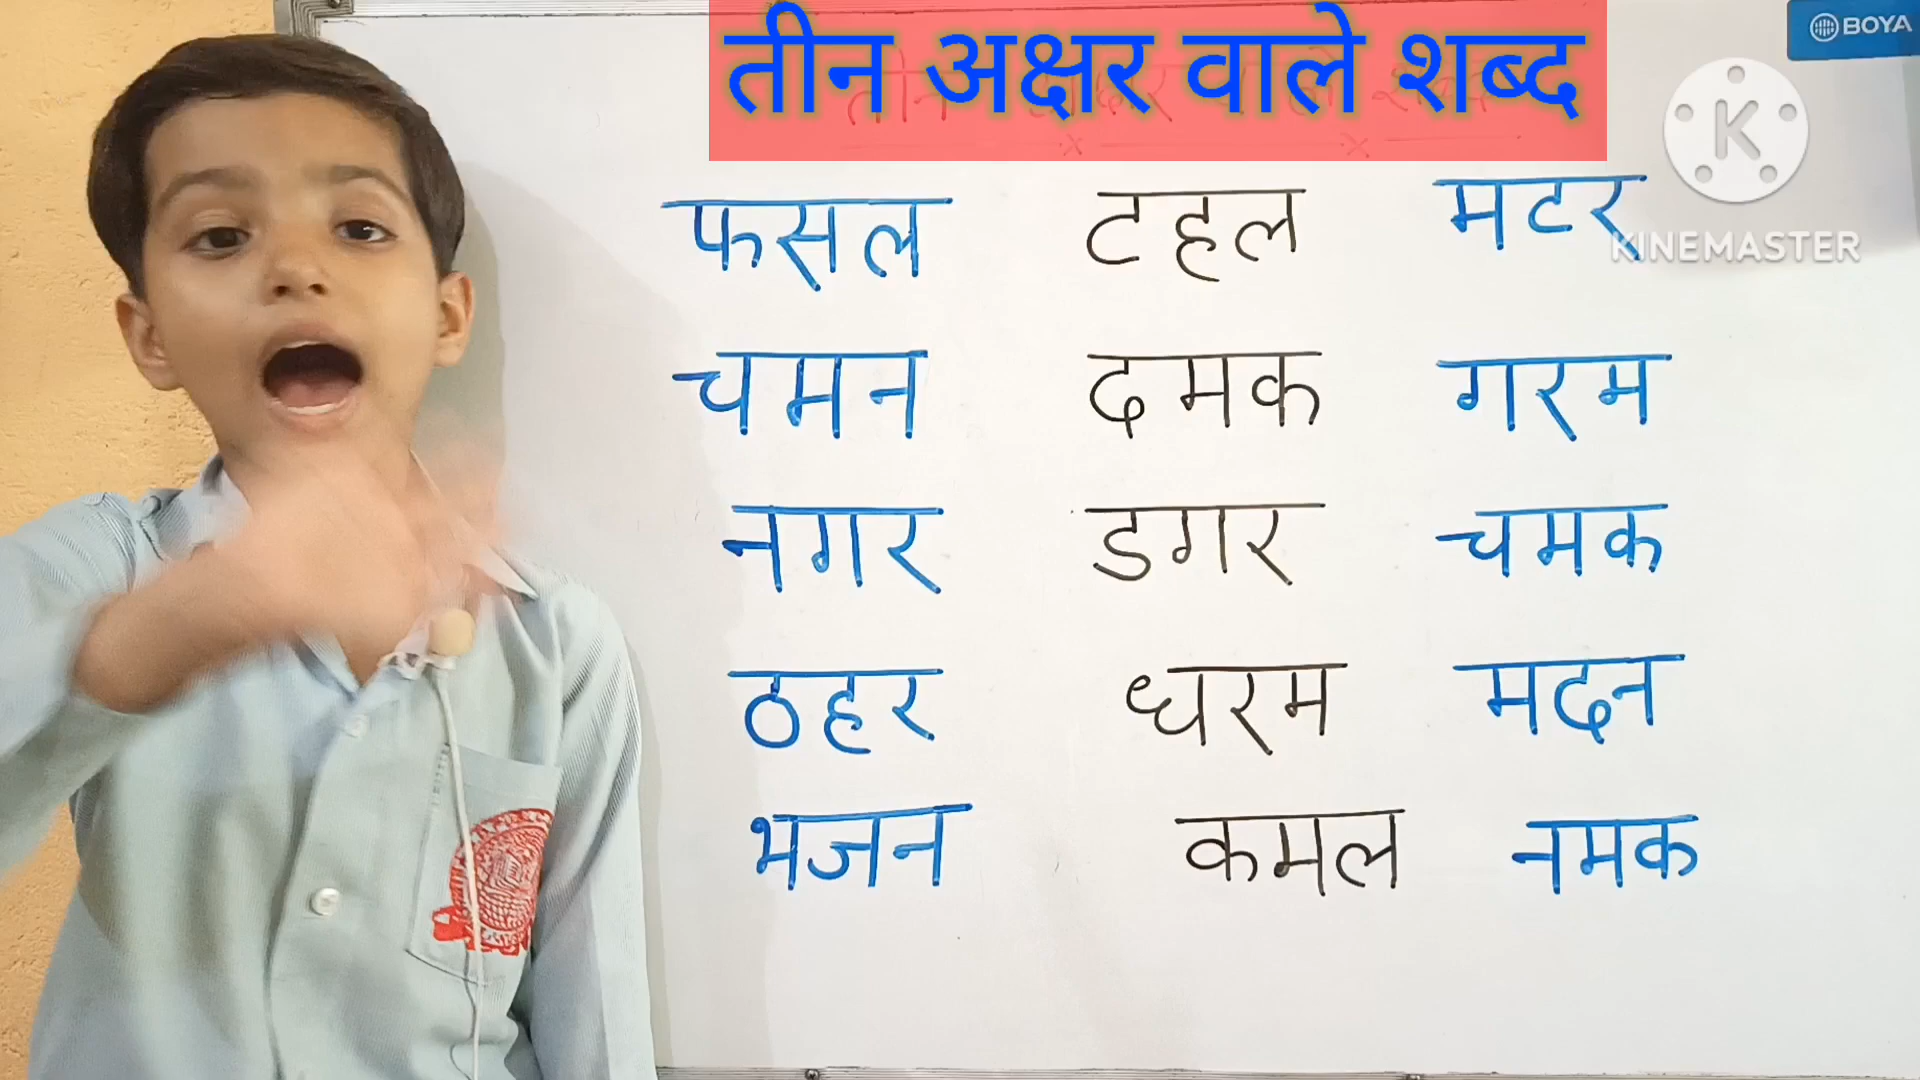 BOYA
तीन अक्षर वाले शब्द
K
KINEMASTER
फसल टहल मटर
चमन दमक गरम
नगर डगर चमक
ठहर धरम मदन
भजन कमल नमक